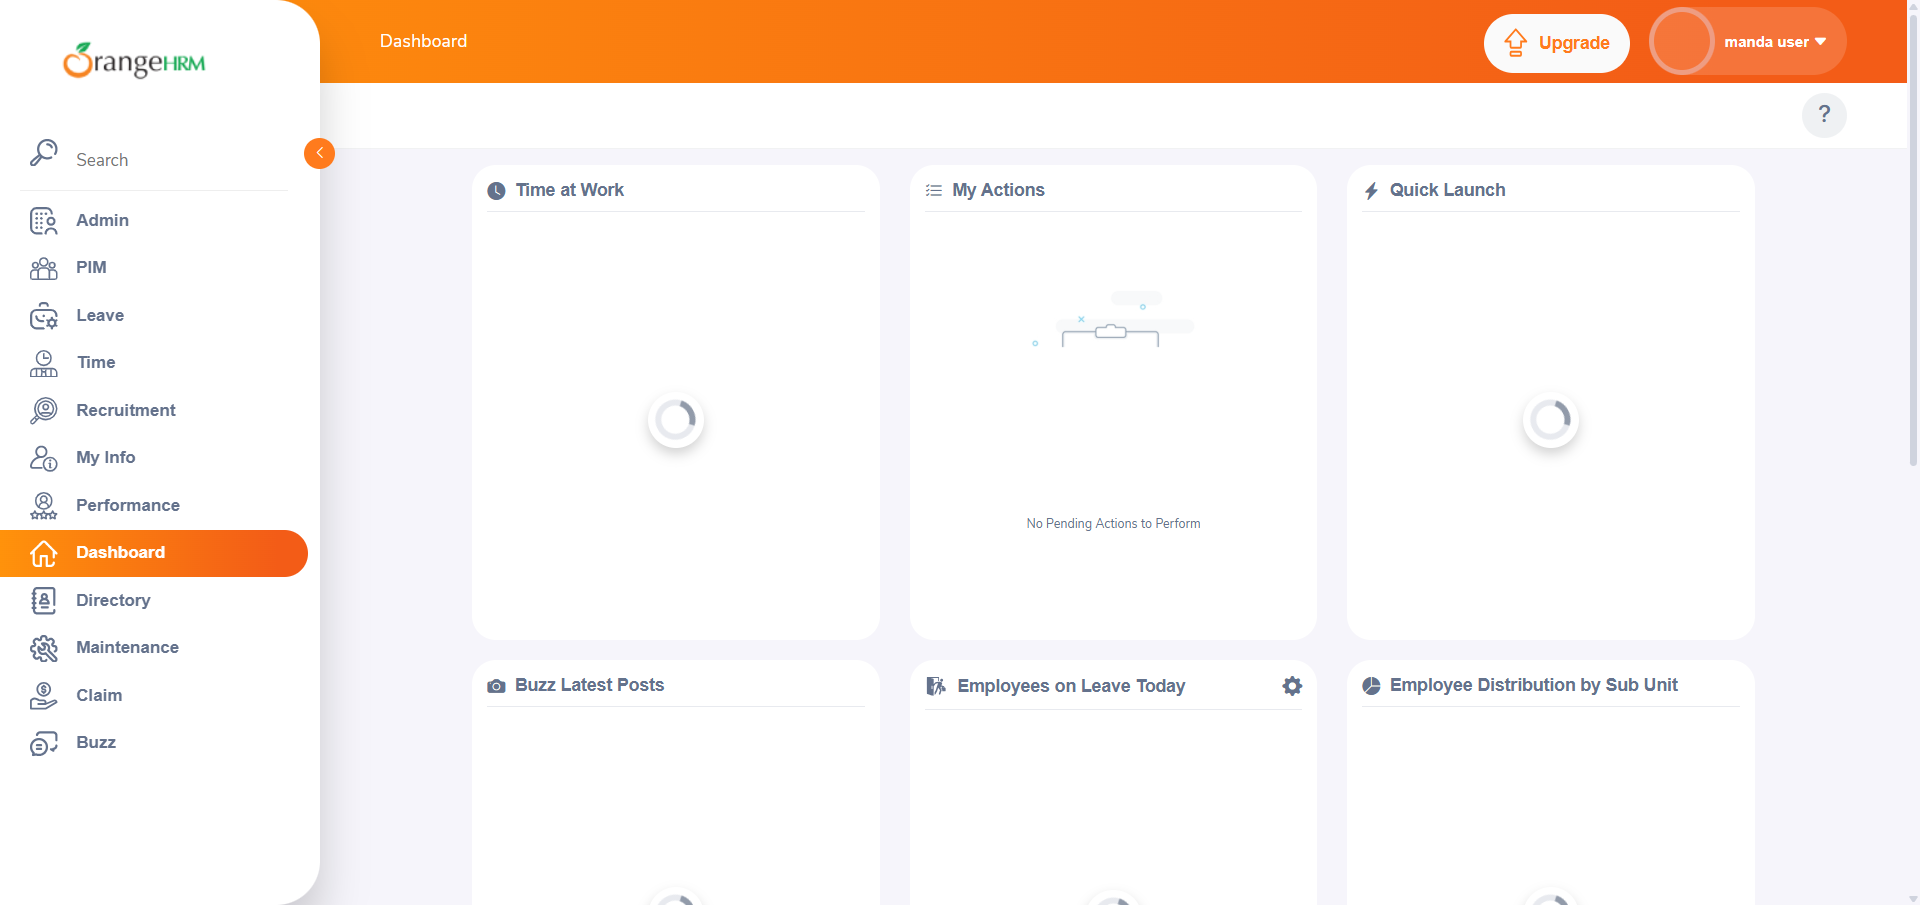 OrangeHRM
Dashboard
Upgrade
manda user
?
Search
Admin
PIM
Leave
Time
Recruitment
My Info
Performance
Dashboard
Directory
Maintenance
Claim
Buzz
Time at Work
My Actions
No Pending Actions to Perform
Quick Launch
Buzz Latest Posts
Employees on Leave Today
Employee Distribution by Sub Unit